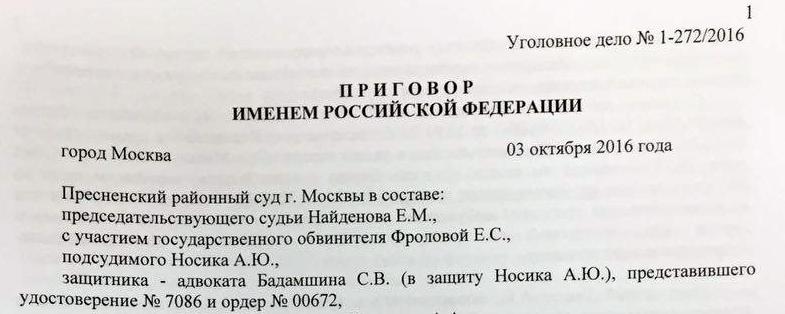 1
Уголовное дело № 1-272/2016
П Р И Г О В О Р
ИМЕНЕМ РОССИЙСКОЙ ФЕДЕРАЦИИ
город Москва 03 октября 2016 года
Пресненский районный суд г. Москвы в составе:
председательствующего судьи Найденова Е.М.,
с участием государственного обвинителя Фроловой Е.С.,
подсудимого Носика А.Ю.,
защитника - адвоката Бадамшина С.В. (в защиту Носика А.Ю.), представившего
удостоверение № 7086 и ордер № 00672,